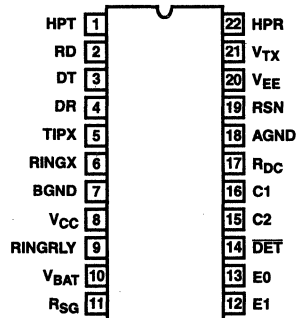 HPT 1 22 HPR
RD 2 21 VTX
DT 3 20 VEE
DR 4 19 RSN
TIPX 5 18 AGND
RINGX 6 17 RDC
BGND 7 16 C1
VCC 8 15 C2
RINGRLY 9 14 D̅E̅T̅
VBAT 10 13 E0
RSG 11 12 E1